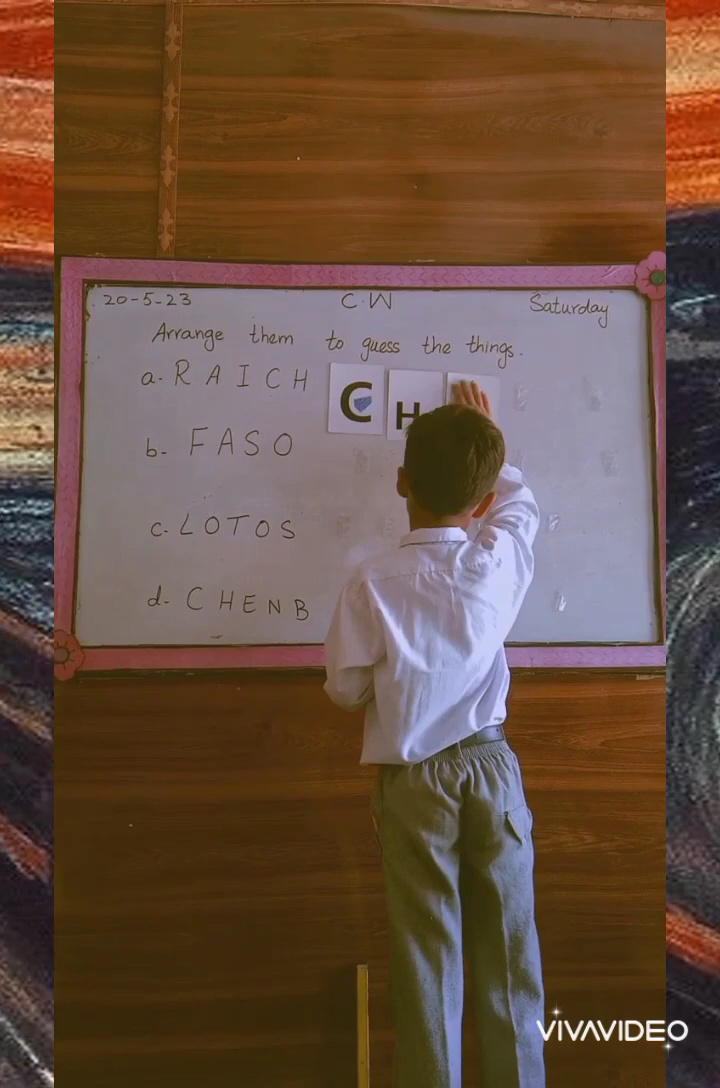 20-5-23 C.W Saturday
Arrange them to guess the things.
a. R A I C H C H
b- F A S O
c- L O T O S
d- C H E N B
VIVAVIDEO